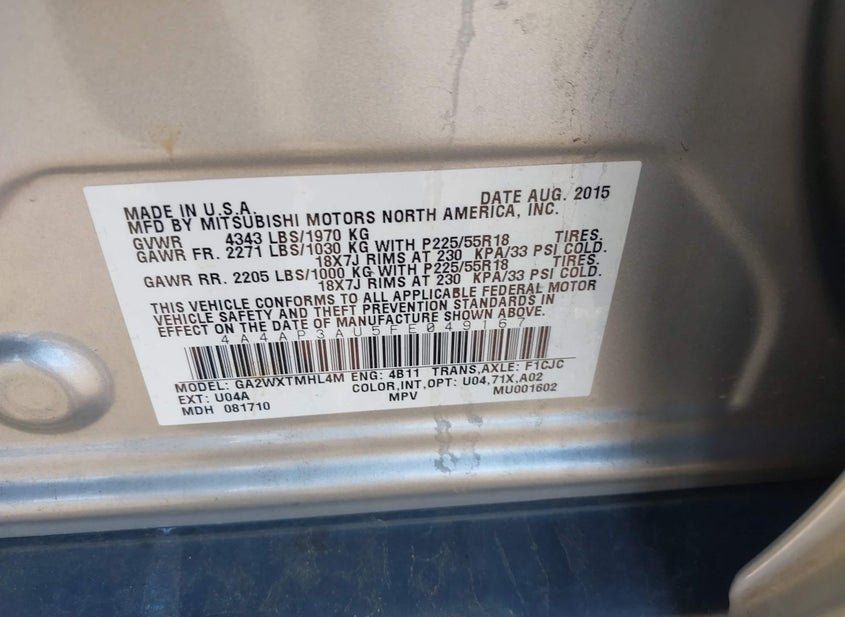 MADE IN U.S.A. DATE AUG. 2015
MFD BY MITSUBISHI MOTORS NORTH AMERICA, INC.
GVWR 4343 LBS/1970 KG
GAWR FR. 2271 LBS/1030 KG WITH P225/55R18 TIRES.
18X7J RIMS AT 230 KPA/33 PSI COLD.
GAWR RR. 2205 LBS/1000 KG WITH P225/55R18 TIRES.
18X7J RIMS AT 230 KPA/33 PSI COLD.
THIS VEHICLE CONFORMS TO ALL APPLICABLE FEDERAL MOTOR
VEHICLE SAFETY AND THEFT PREVENTION STANDARDS IN
EFFECT ON THE DATE OF MANUFACTURE SHOWN ABOVE.
4A4AP3AU5FE049167
MODEL: GA2WXTMHL4M ENG: 4B11 TRANS,AXLE: F1CJC
EXT: U04A COLOR,INT,OPT: U04,71X,A02
MDH 081710 MPV MU001602